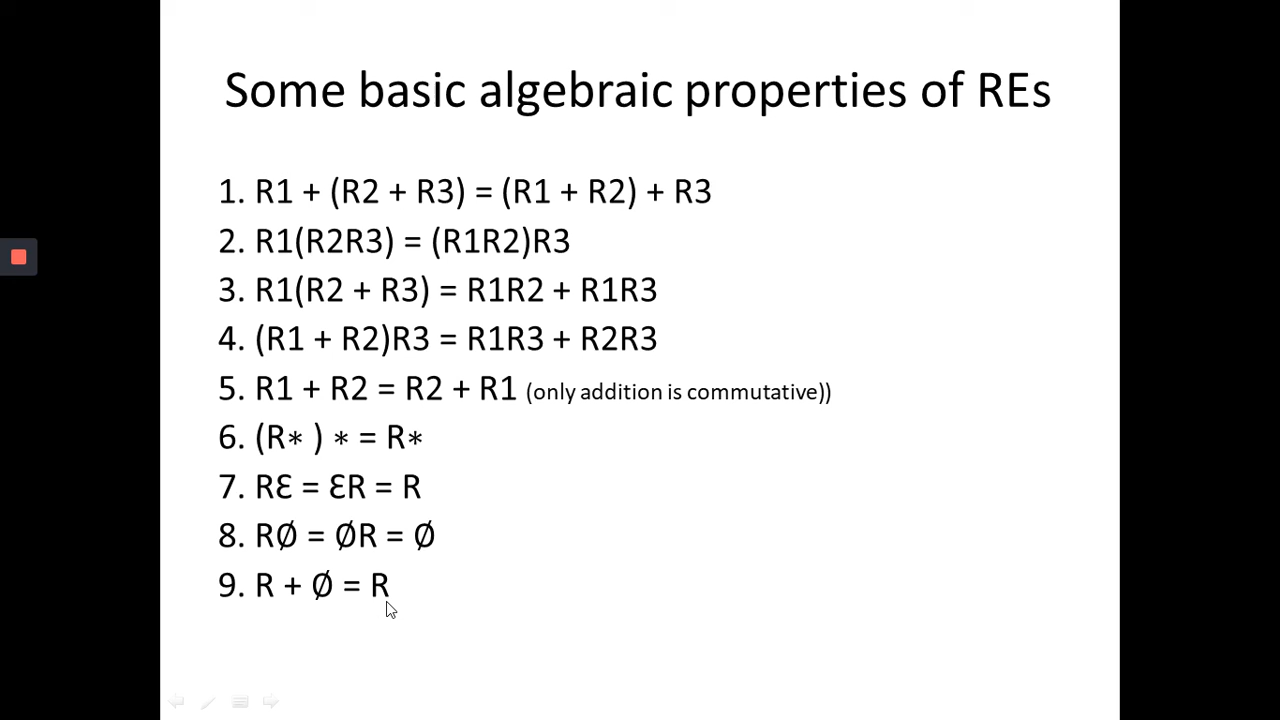 Some basic algebraic properties of REs
1. R1 + (R2 + R3) = (R1 + R2) + R3
2. R1(R2R3) = (R1R2)R3
3. R1(R2 + R3) = R1R2 + R1R3
4. (R1 + R2)R3 = R1R3 + R2R3
5. R1 + R2 = R2 + R1 (only addition is commutative))
6. (R∗ ) ∗ = R∗
7. RƐ = ƐR = R
8. RØ = ØR = Ø
9. R + Ø = R